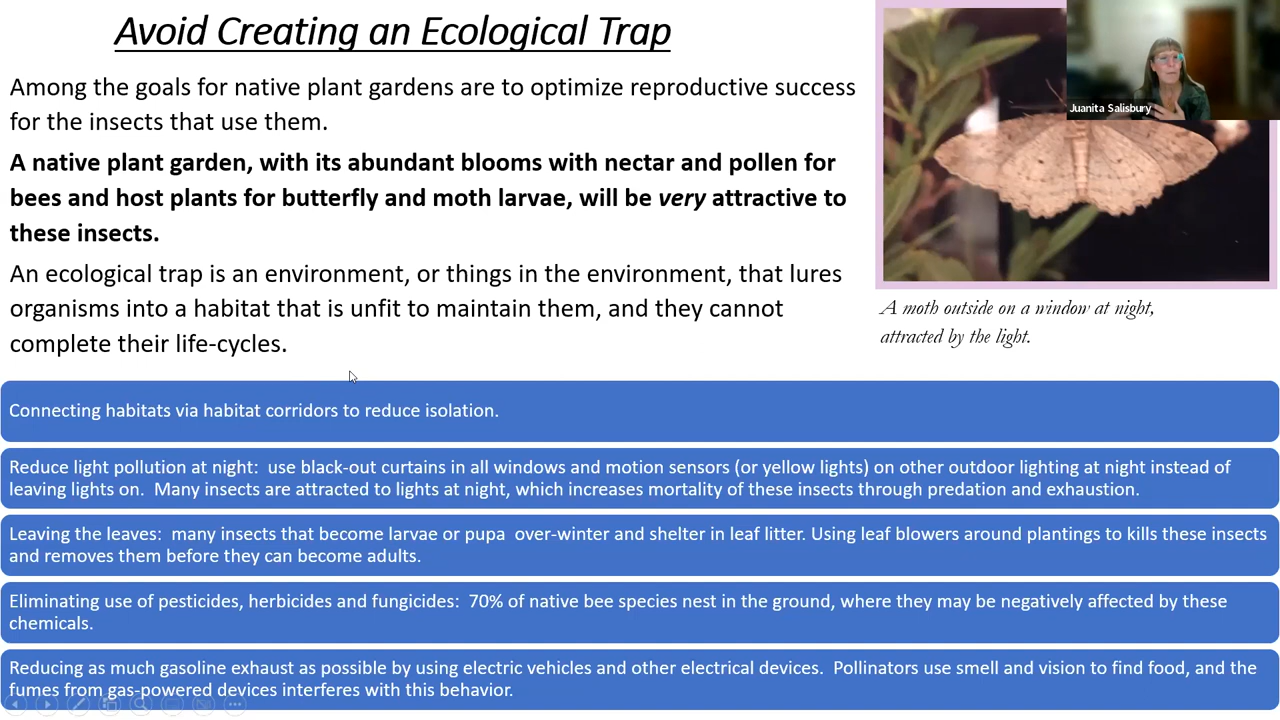 Avoid Creating an Ecological Trap
Among the goals for native plant gardens are to optimize reproductive success
for the insects that use them.
A native plant garden, with its abundant blooms with nectar and pollen for
bees and host plants for butterfly and moth larvae, will be very attractive to
these insects.
An ecological trap is an environment, or things in the environment, that lures
organisms into a habitat that is unfit to maintain them, and they cannot
complete their life-cycles.
Juanita Salisbury
A moth outside on a window at night,
attracted by the light.
Connecting habitats via habitat corridors to reduce isolation.
Reduce light pollution at night:  use black-out curtains in all windows and motion sensors (or yellow lights) on other outdoor lighting at night instead of
leaving lights on.  Many insects are attracted to lights at night, which increases mortality of these insects through predation and exhaustion.
Leaving the leaves:  many insects that become larvae or pupa  over-winter and shelter in leaf litter. Using leaf blowers around plantings to kills these insects
and removes them before they can become adults.
Eliminating use of pesticides, herbicides and fungicides:  70% of native bee species nest in the ground, where they may be negatively affected by these
chemicals.
Reducing as much gasoline exhaust as possible by using electric vehicles and other electrical devices.  Pollinators use smell and vision to find food, and the
fumes from gas-powered devices interferes with this behavior.